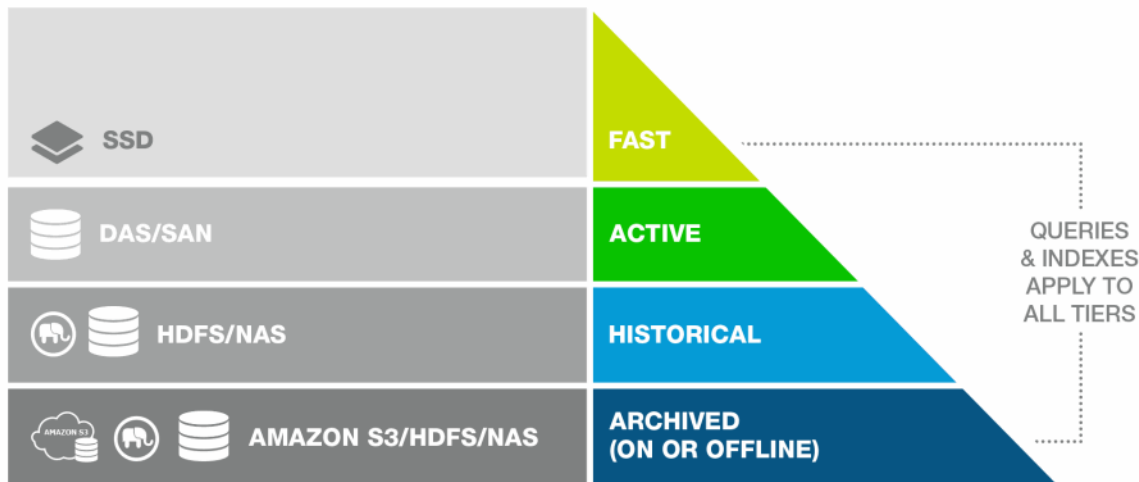 SSD
FAST
DAS/SAN
ACTIVE
QUERIES
& INDEXES
APPLY TO
ALL TIERS
HDFS/NAS
HISTORICAL
AMAZON S3
AMAZON S3/HDFS/NAS
ARCHIVED
(ON OR OFFLINE)